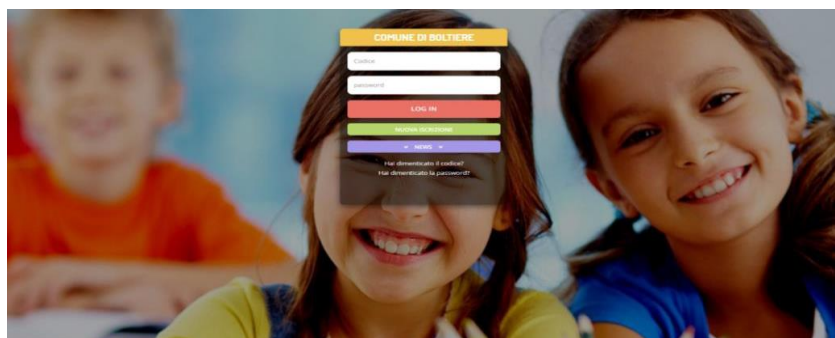 COMUNE DI BOLTIERE
Codice
password
LOG IN
NUOVA ISCRIZIONE
NEWS
Hai dimenticato il codice?
Hai dimenticato la password?